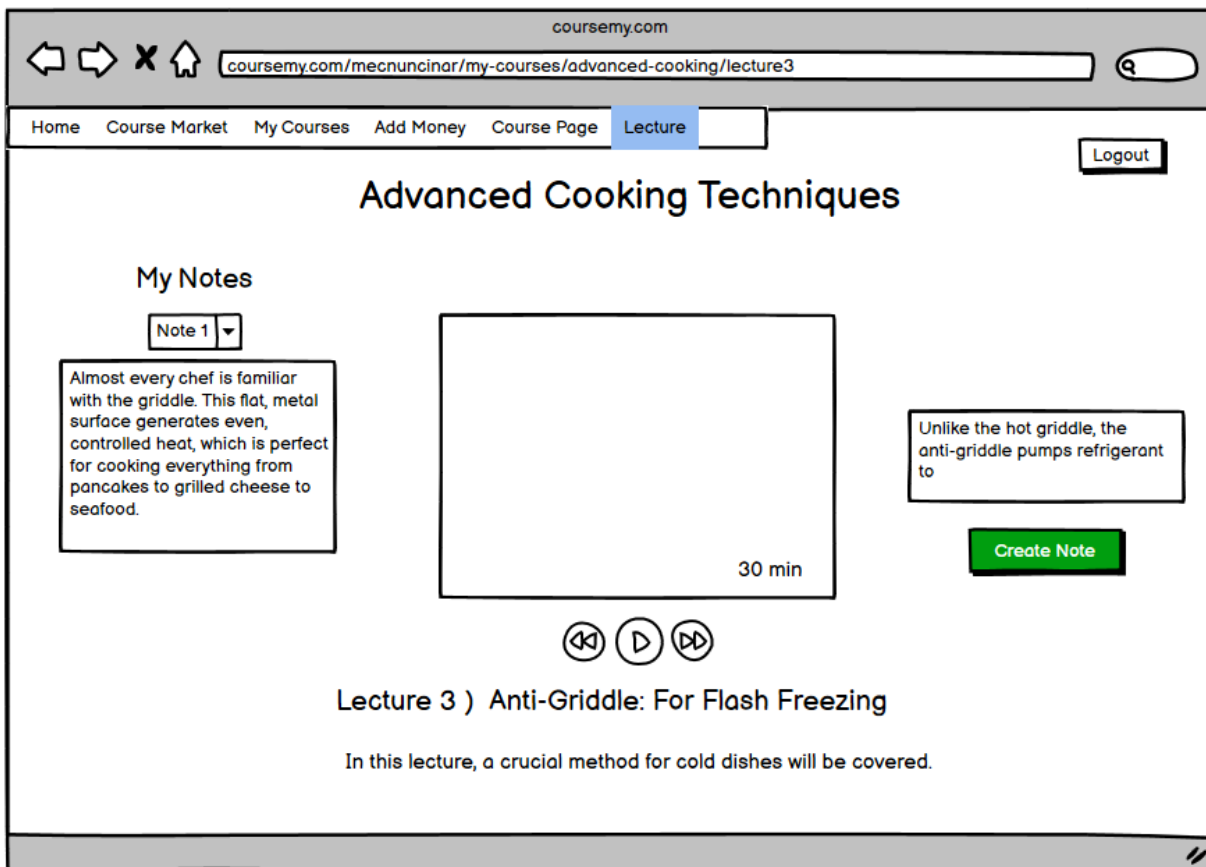 coursemy.com
coursemy.com/mecnuncinar/my-courses/advanced-cooking/lecture3
Home Course Market My Courses Add Money Course Page Lecture
Logout
Advanced Cooking Techniques
My Notes
Note 1
Almost every chef is familiar
with the griddle. This flat, metal
surface generates even,
controlled heat, which is perfect
for cooking everything from
pancakes to grilled cheese to
seafood.
30 min
Unlike the hot griddle, the
anti-griddle pumps refrigerant
to
Create Note
Lecture 3 ) Anti-Griddle: For Flash Freezing
In this lecture, a crucial method for cold dishes will be covered.